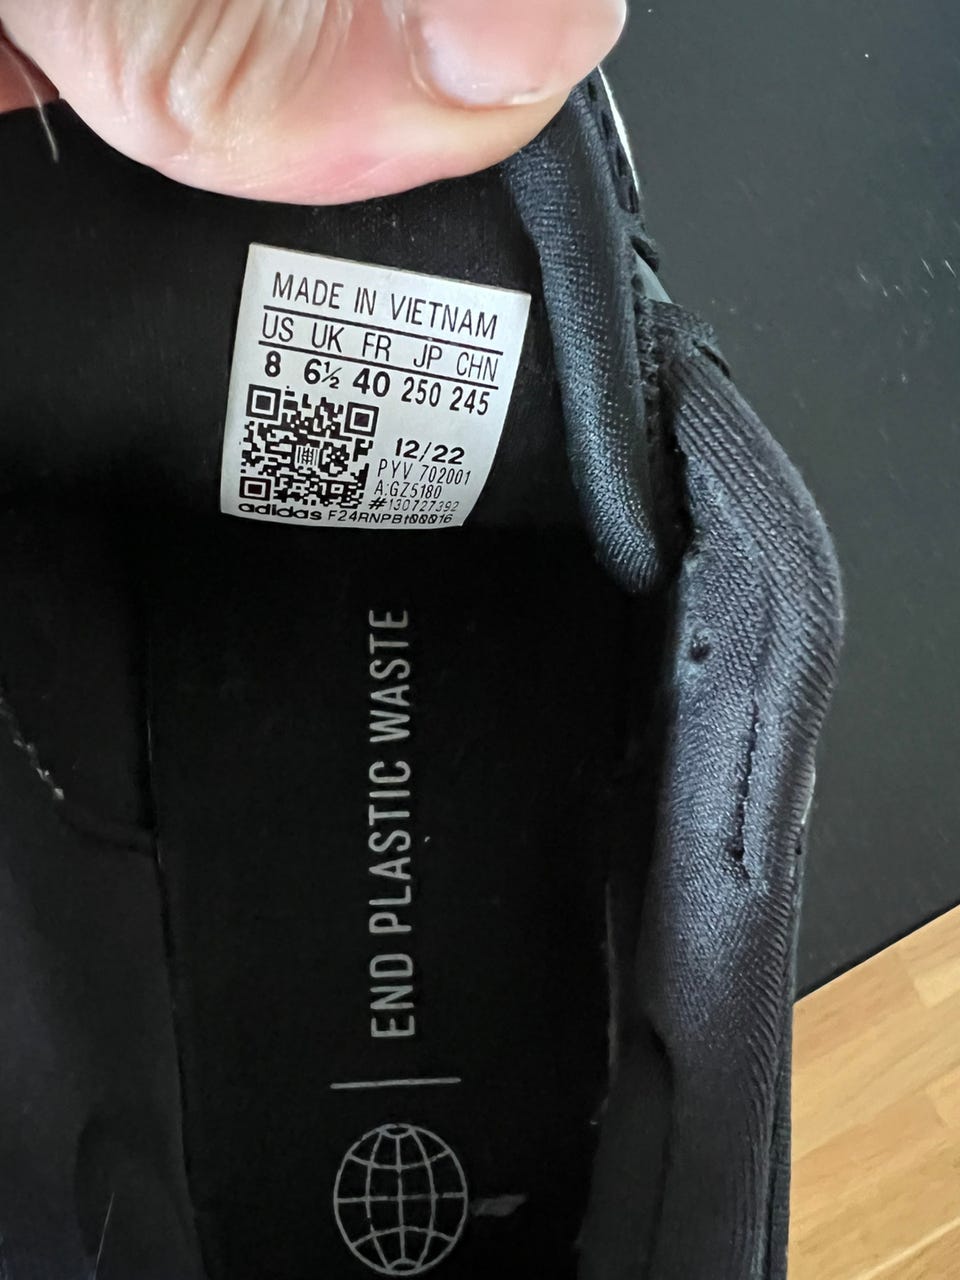 MADE IN VIETNAM
US UK FR JP CHN
8 6½ 40 250 245
12/22
PYV 702001
A:GZ5180
#130727392
adidas F24RNPBt00016
END PLASTIC WASTE